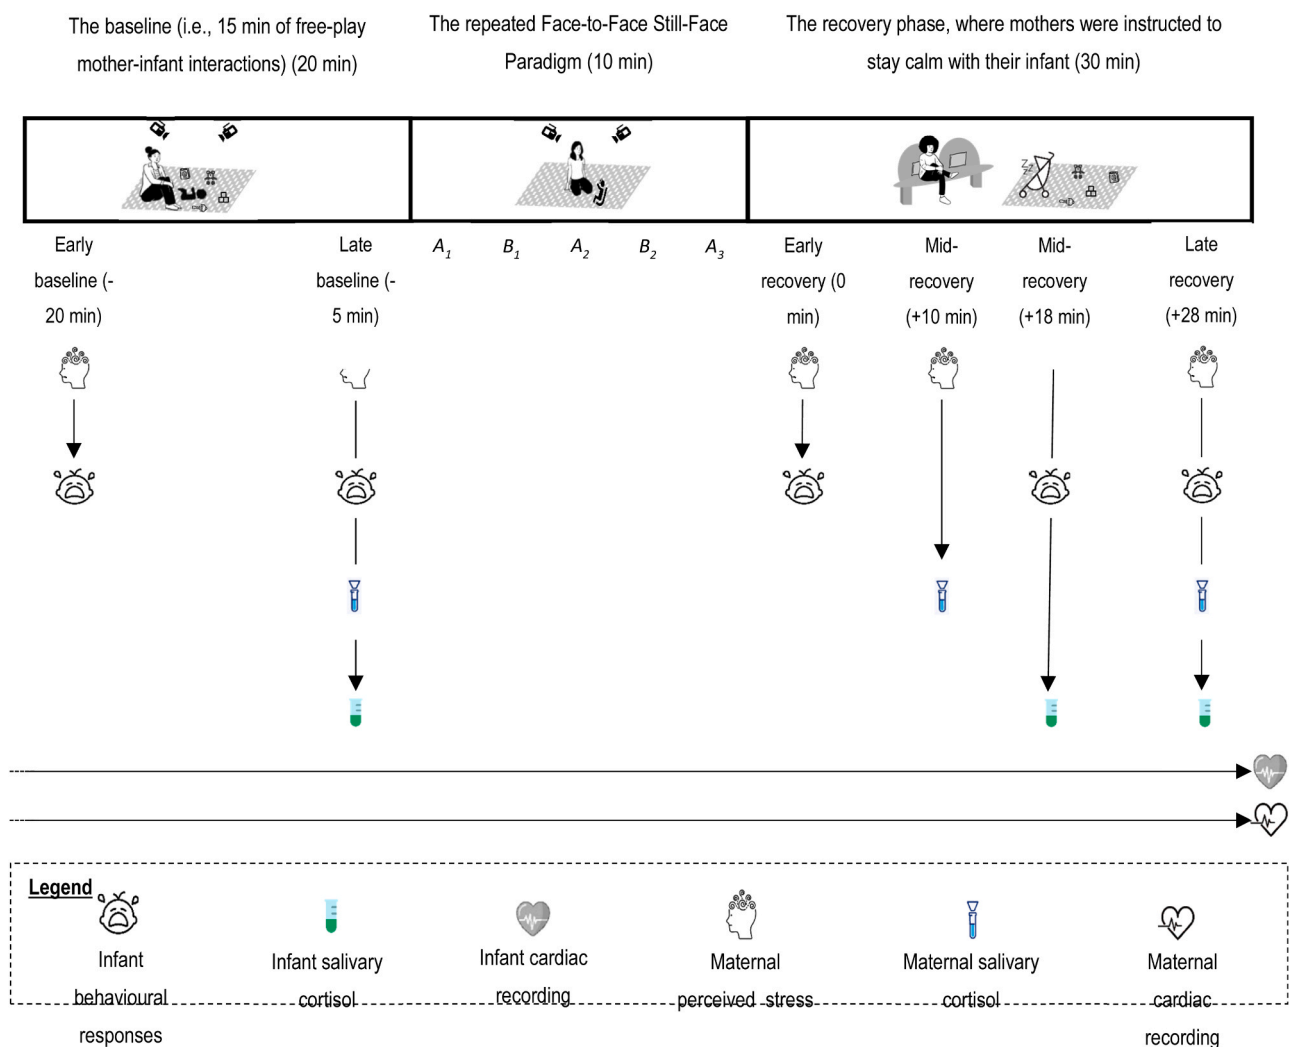 The baseline (i.e., 15 min of free-play
mother-infant interactions) (20 min)
The repeated Face-to-Face Still-Face
Paradigm (10 min)
The recovery phase, where mothers were instructed to
stay calm with their infant (30 min)
Early
baseline (-
20 min)
Late
baseline (-
5 min)
A1
B1
A2
B2
A3
Early
recovery (0
min)
Mid-
recovery
(+10 min)
Mid-
recovery
(+18 min)
Late
recovery
(+28 min)
Legend
Infant
behavioural
responses
Infant salivary
cortisol
Infant cardiac
recording
Maternal
perceived stress
Maternal salivary
cortisol
Maternal
cardiac
recording